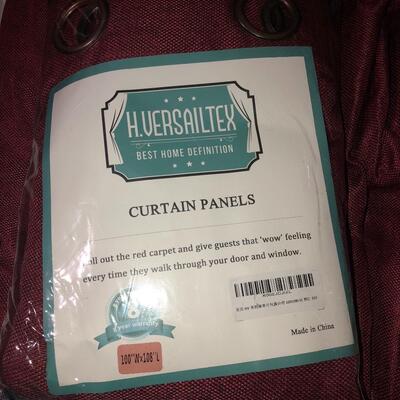 H.VERSAILTEX
BEST HOME DEFINITION
CURTAIN PANELS
oll out the red carpet and give guests that 'wow' feeling
every time they walk through your door and window.
year warranty
100"W×108"L
Made in China